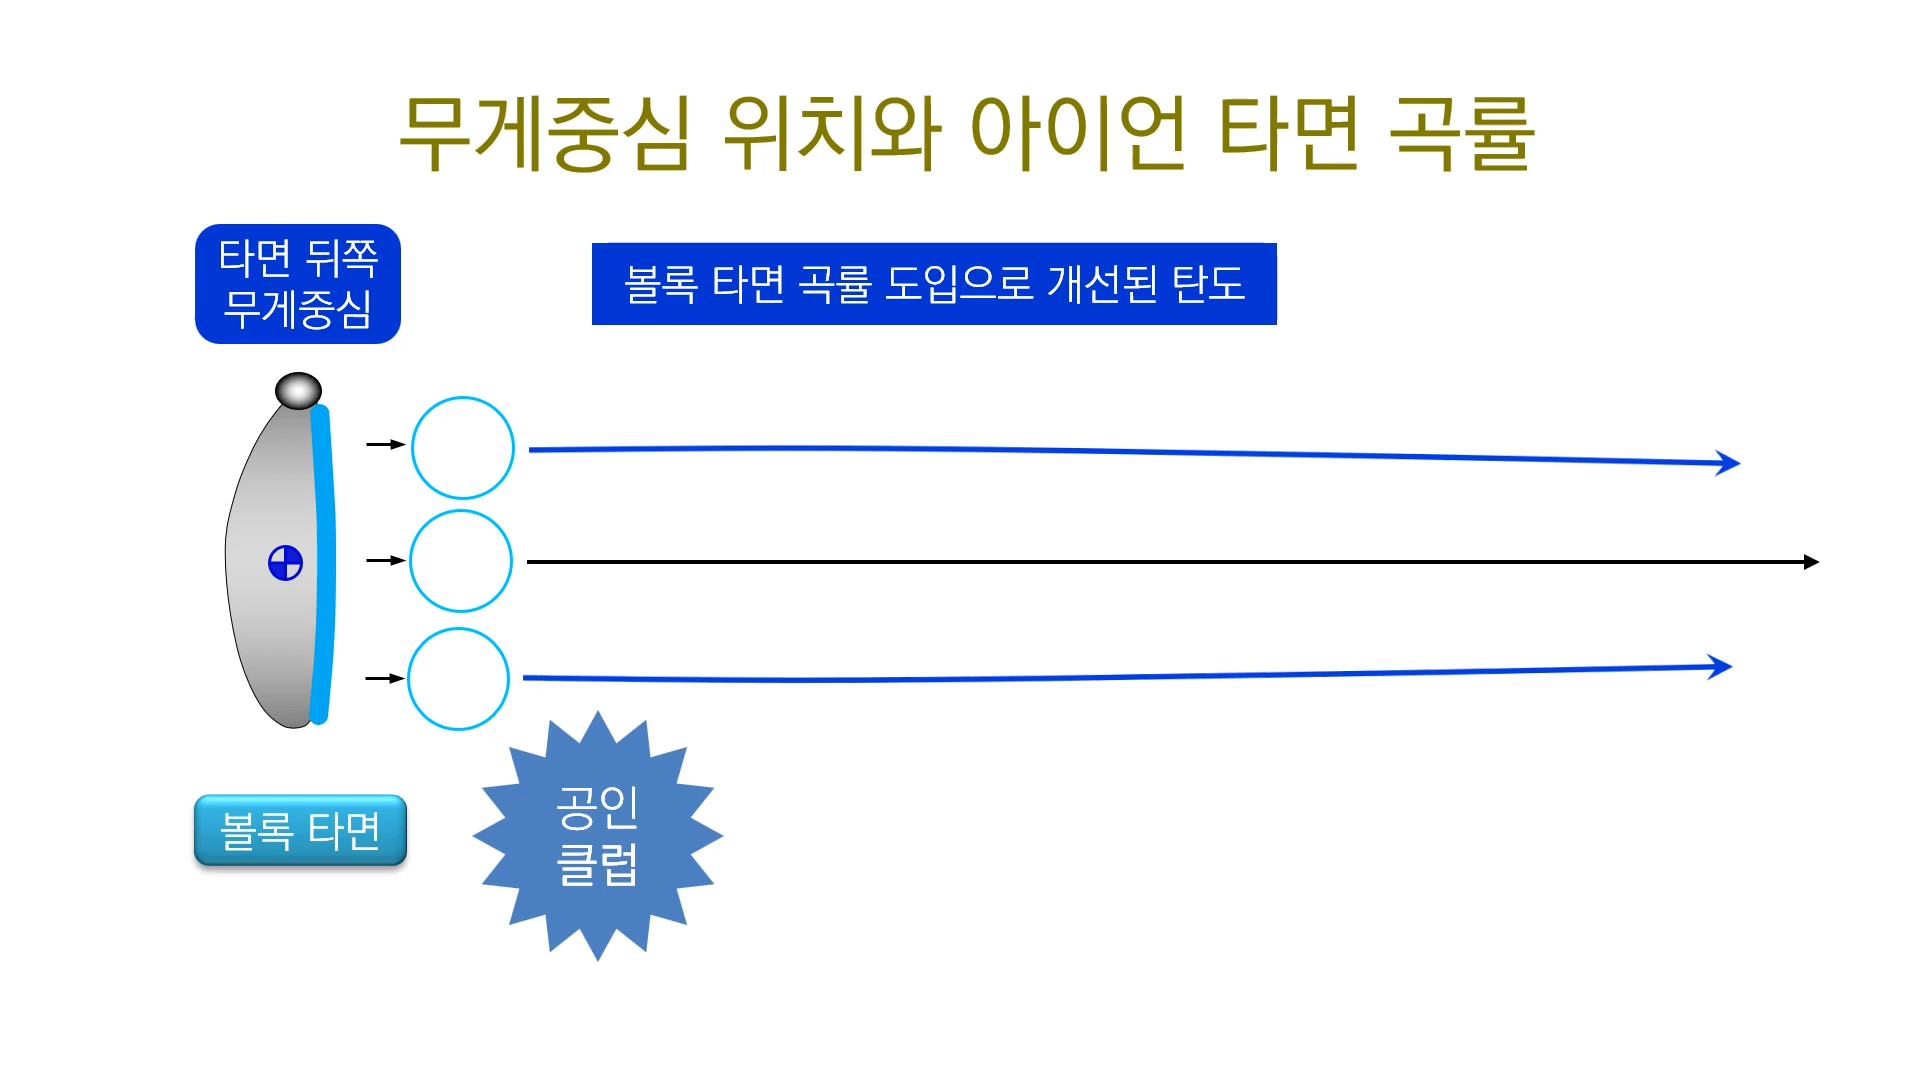 무게중심 위치와 아이언 타면 곡률
타면 뒤쪽
무게중심
볼록 타면 곡률 도입으로 개선된 탄도
볼록 타면
공인
클럽